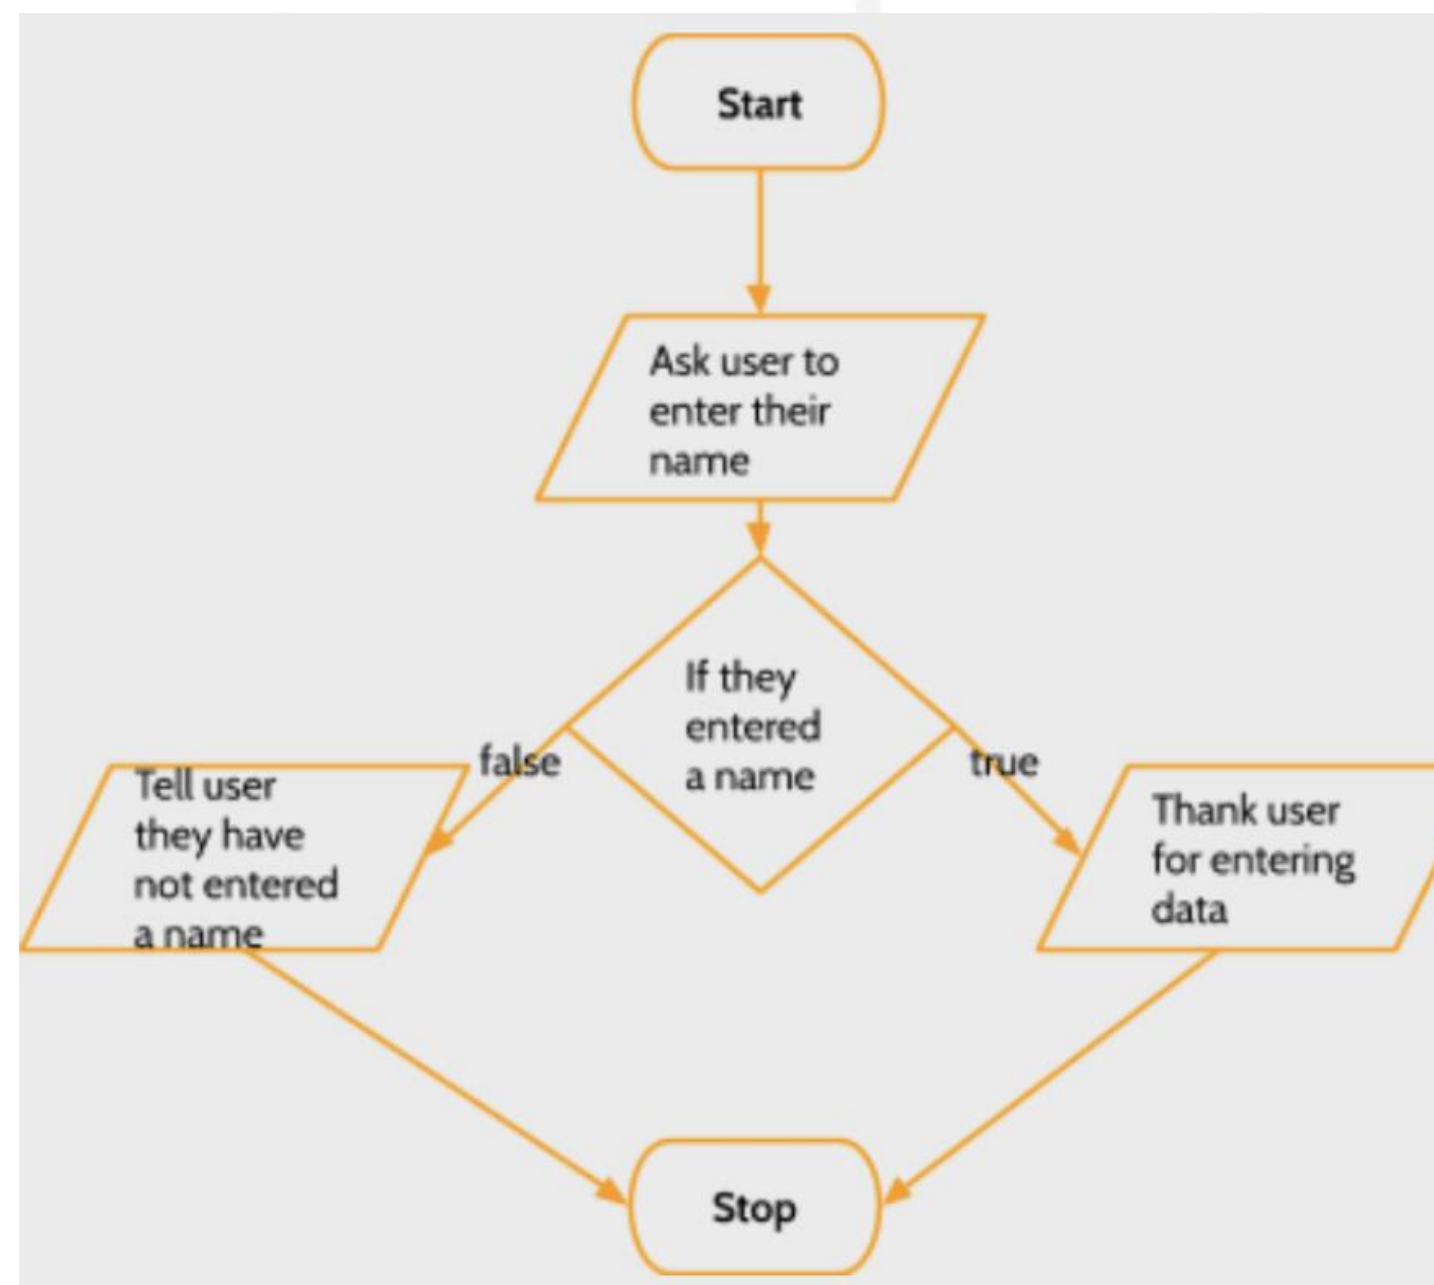 Start
Ask user to
enter their
name
If they
entered
a name
false
true
Tell user
they have
not entered
a name
Thank user
for entering
data
Stop